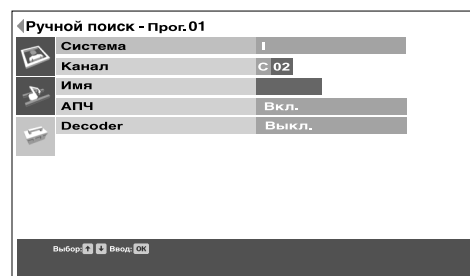 Ручной поиск - Прог. 01
Система I
Канал C 02
Имя
АПЧ Вкл.
Decoder Выкл.
Выбор: Ввод: OK